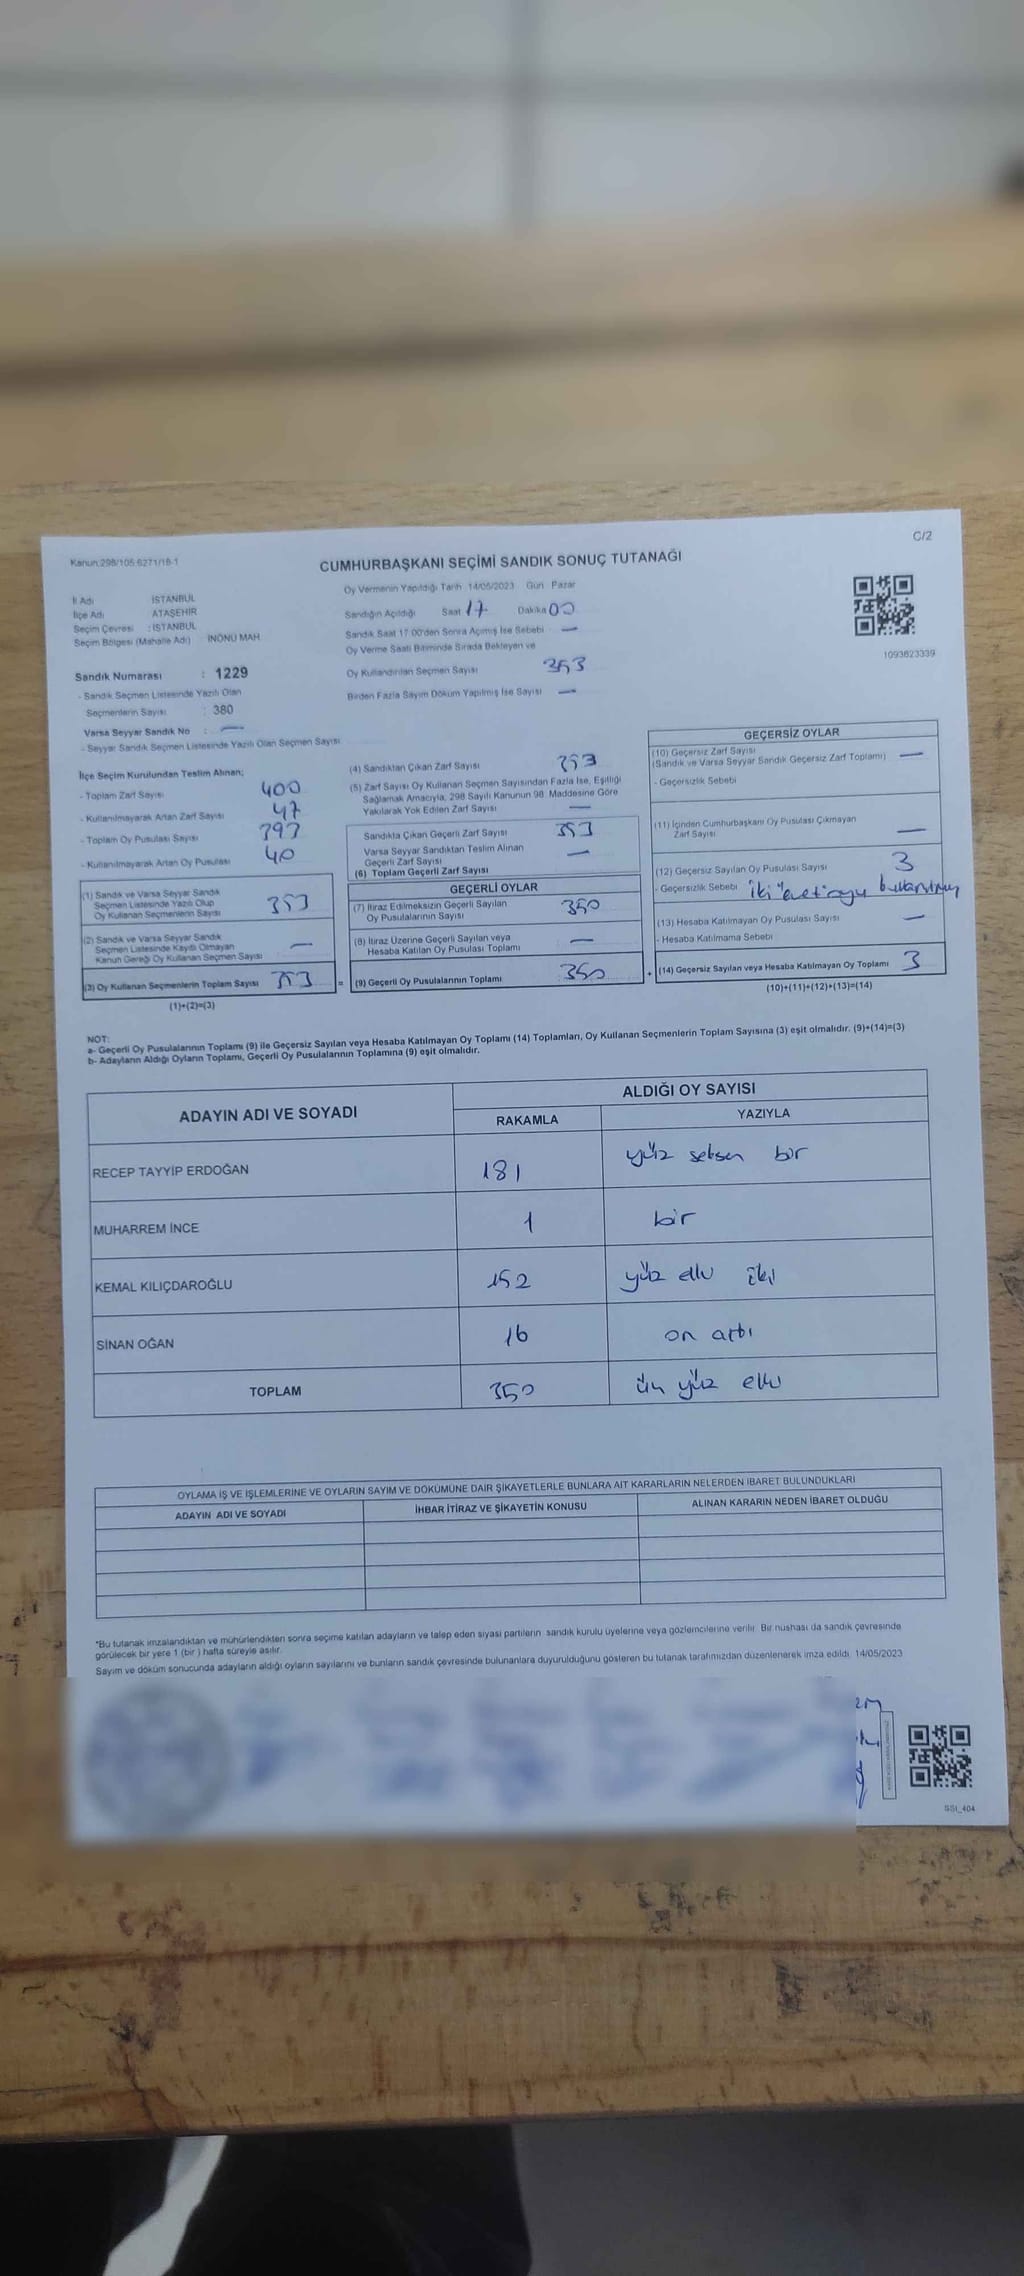 C/2
Kanun:298/105 6271/18-1
CUMHURBAŞKANI SEÇİMİ SANDIK SONUÇ TUTANAĞI
Oy Vermenin Yapıldığı Tarih 14/05/2023 Gün Pazar
İl Adı : İSTANBUL
İlçe Adı : ATAŞEHİR
Seçim Çevresi : İSTANBUL
Seçim Bölgesi (Mahalle Adı) İNÖNÜ MAH.
Sandığın Açıldığı Saat 17 Dakika 00
Sandık Saat 17:00'den Sonra Açımış İse Sebebi —
Oy Verme Saati Bitiminde Sırada Bekleyen ve
Oy Kullandırılan Seçmen Sayısı 353
Birden Fazla Sayım Döküm Yapılmış İse Sayısı —
1093623339
Sandık Numarası : 1229
- Sandık Seçmen Listesinde Yazılı Olan
Seçmenlerin Sayısı : 380
Varsa Seyyar Sandık No : —
- Seyyar Sandık Seçmen Listesinde Yazılı Olan Seçmen Sayısı
İlçe Seçim Kurulundan Teslim Alınan;
- Toplam Zarf Sayısı 400
- Kullanılmayarak Artan Zarf Sayısı 47
- Toplam Oy Pusulası Sayısı 393
- Kullanılmayarak Artan Oy Pusulası 40
(1) Sandık ve Varsa Seyyar Sandık
Seçmen Listesinde Yazılı Olup
Oy Kullanan Seçmenlerin Sayısı 353
(2) Sandık ve Varsa Seyyar Sandık
Seçmen Listesinde Kayıtlı Olmayan
Kanun Gereği Oy Kullanan Seçmen Sayısı —
(3) Oy Kullanan Seçmenlerin Toplam Sayısı 353 =
(1)+(2)=(3)
(4) Sandıktan Çıkan Zarf Sayısı 353
(5) Zarf Sayısı Oy Kullanan Seçmen Sayısından Fazla İse, Eşitliği
Sağlamak Amacıyla, 298 Sayılı Kanunun 98. Maddesine Göre
Yakılarak Yok Edilen Zarf Sayısı —
Sandıkta Çıkan Geçerli Zarf Sayısı 353
Varsa Seyyar Sandıktan Teslim Alınan
Geçerli Zarf Sayısı —
(6) Toplam Geçerli Zarf Sayısı
GEÇERLİ OYLAR
(7) İtiraz Edilmeksizin Geçerli Sayılan
Oy Pusulalarının Sayısı 350
(8) İtiraz Üzerine Geçerli Sayılan veya
Hesaba Katılan Oy Pusulası Toplamı —
(9) Geçerli Oy Pusulalarının Toplamı 350 +
GEÇERSİZ OYLAR
(10) Geçersiz Zarf Sayısı
(Sandık ve Varsa Seyyar Sandık Geçersiz Zarf Toplamı) —
- Geçersizlik Sebebi
(11) İçinden Cumhurbaşkanı Oy Pusulası Çıkmayan
Zarf Sayısı —
(12) Geçersiz Sayılan Oy Pusulası Sayısı 3
- Geçersizlik Sebebi iki
(13) Hesaba Katılmayan Oy Pusulası Sayısı —
- Hesaba Katılmama Sebebi
(14) Geçersiz Sayılan veya Hesaba Katılmayan Oy Toplamı 3
(10)+(11)+(12)+(13)=(14)
NOT:
a- Geçerli Oy Pusulalarının Toplamı (9) ile Geçersiz Sayılan veya Hesaba Katılmayan Oy Toplamı (14) Toplamları, Oy Kullanan Seçmenlerin Toplam Sayısına (3) eşit olmalıdır. (9)+(14)=(3)
b- Adayların Aldığı Oyların Toplamı, Geçerli Oy Pusulalarının Toplamına (9) eşit olmalıdır.
ADAYIN ADI VE SOYADI
ALDIĞI OY SAYISI
RAKAMLA YAZIYLA
RECEP TAYYİP ERDOĞAN 181 yüz seksen bir
MUHARREM İNCE 1 bir
KEMAL KILIÇDAROĞLU 152 yüz elli iki
SİNAN OĞAN 16 on altı
TOPLAM 350 üç yüz elli
OYLAMA İŞ VE İŞLEMLERİNE VE OYLARIN SAYIM VE DÖKÜMÜNE DAİR ŞİKAYETLERLE BUNLARA AİT KARARLARIN NELERDEN İBARET BULUNDUKLARI
ADAYIN ADI VE SOYADI İHBAR İTİRAZ VE ŞİKAYETİN KONUSU ALINAN KARARIN NEDEN İBARET OLDUĞU
*Bu tutanak imzalandıktan ve mühürlendikten sonra seçime katılan adayların ve talep eden siyasi partilerin sandık kurulu üyelerine veya gözlemcilerine verilir. Bir nushası da sandık çevresinde
görülecek bir yere 1 (bir) hafta süreyle asılır.
Sayım ve döküm sonucunda adayların aldığı oyların sayılarını ve bunların sandık çevresinde bulunanlara duyurulduğunu gösteren bu tutanak tarafımızdan düzenlenerek imza edildi. 14/05/2023
SSI_404